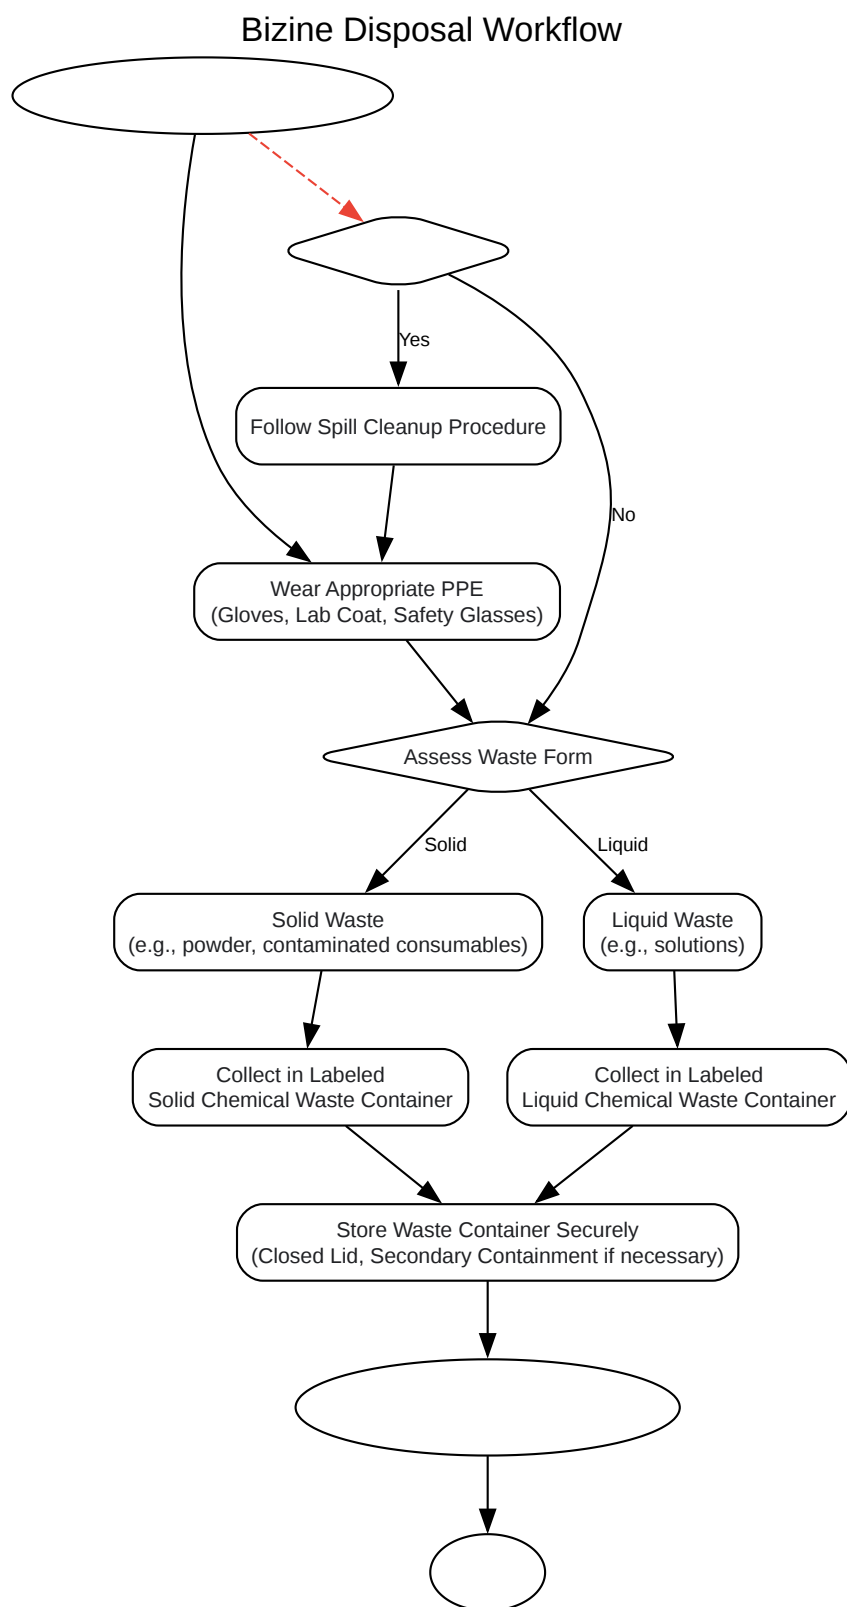 Bizine Disposal Workflow
Yes
Follow Spill Cleanup Procedure
No
Wear Appropriate PPE
(Gloves, Lab Coat, Safety Glasses)
Assess Waste Form
Solid
Liquid
Solid Waste
(e.g., powder, contaminated consumables)
Liquid Waste
(e.g., solutions)
Collect in Labeled
Solid Chemical Waste Container
Collect in Labeled
Liquid Chemical Waste Container
Store Waste Container Securely
(Closed Lid, Secondary Containment if necessary)